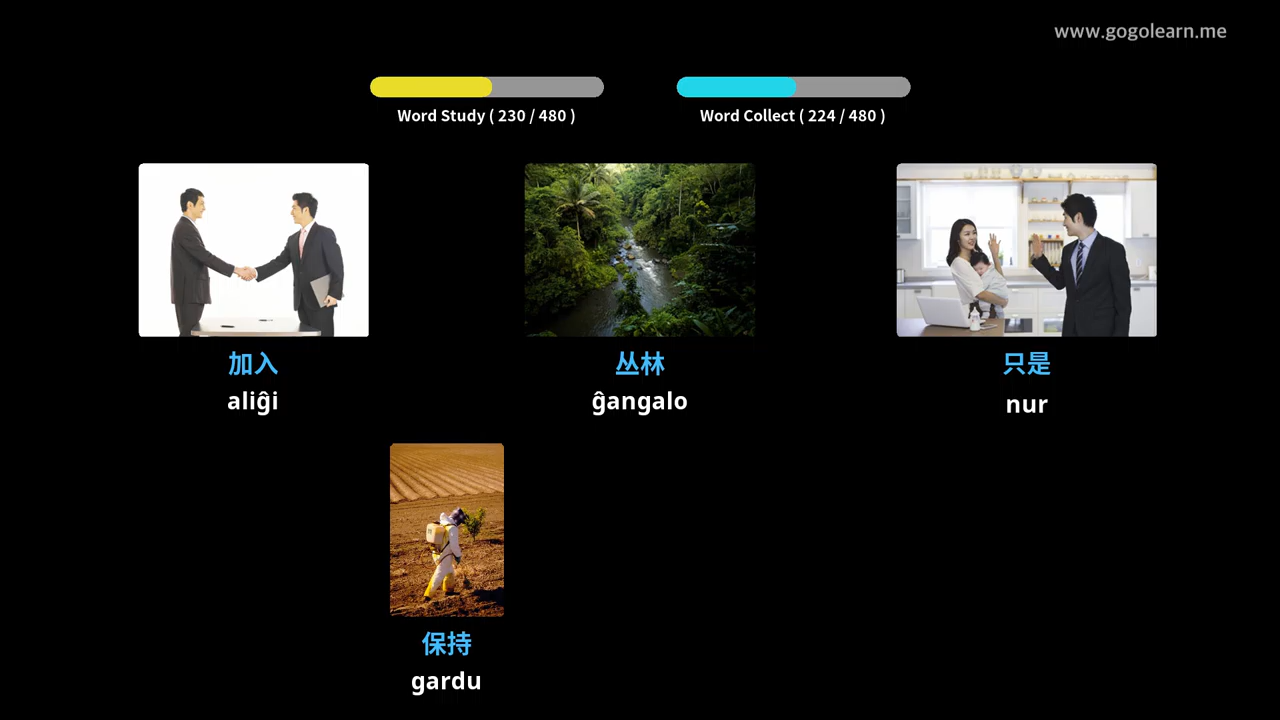 www.gogolearn.me
Word Study ( 230 / 480 )
Word Collect ( 224 / 480 )
加入
aliĝi
丛林
ĝangalo
只是
nur
保持
gardu